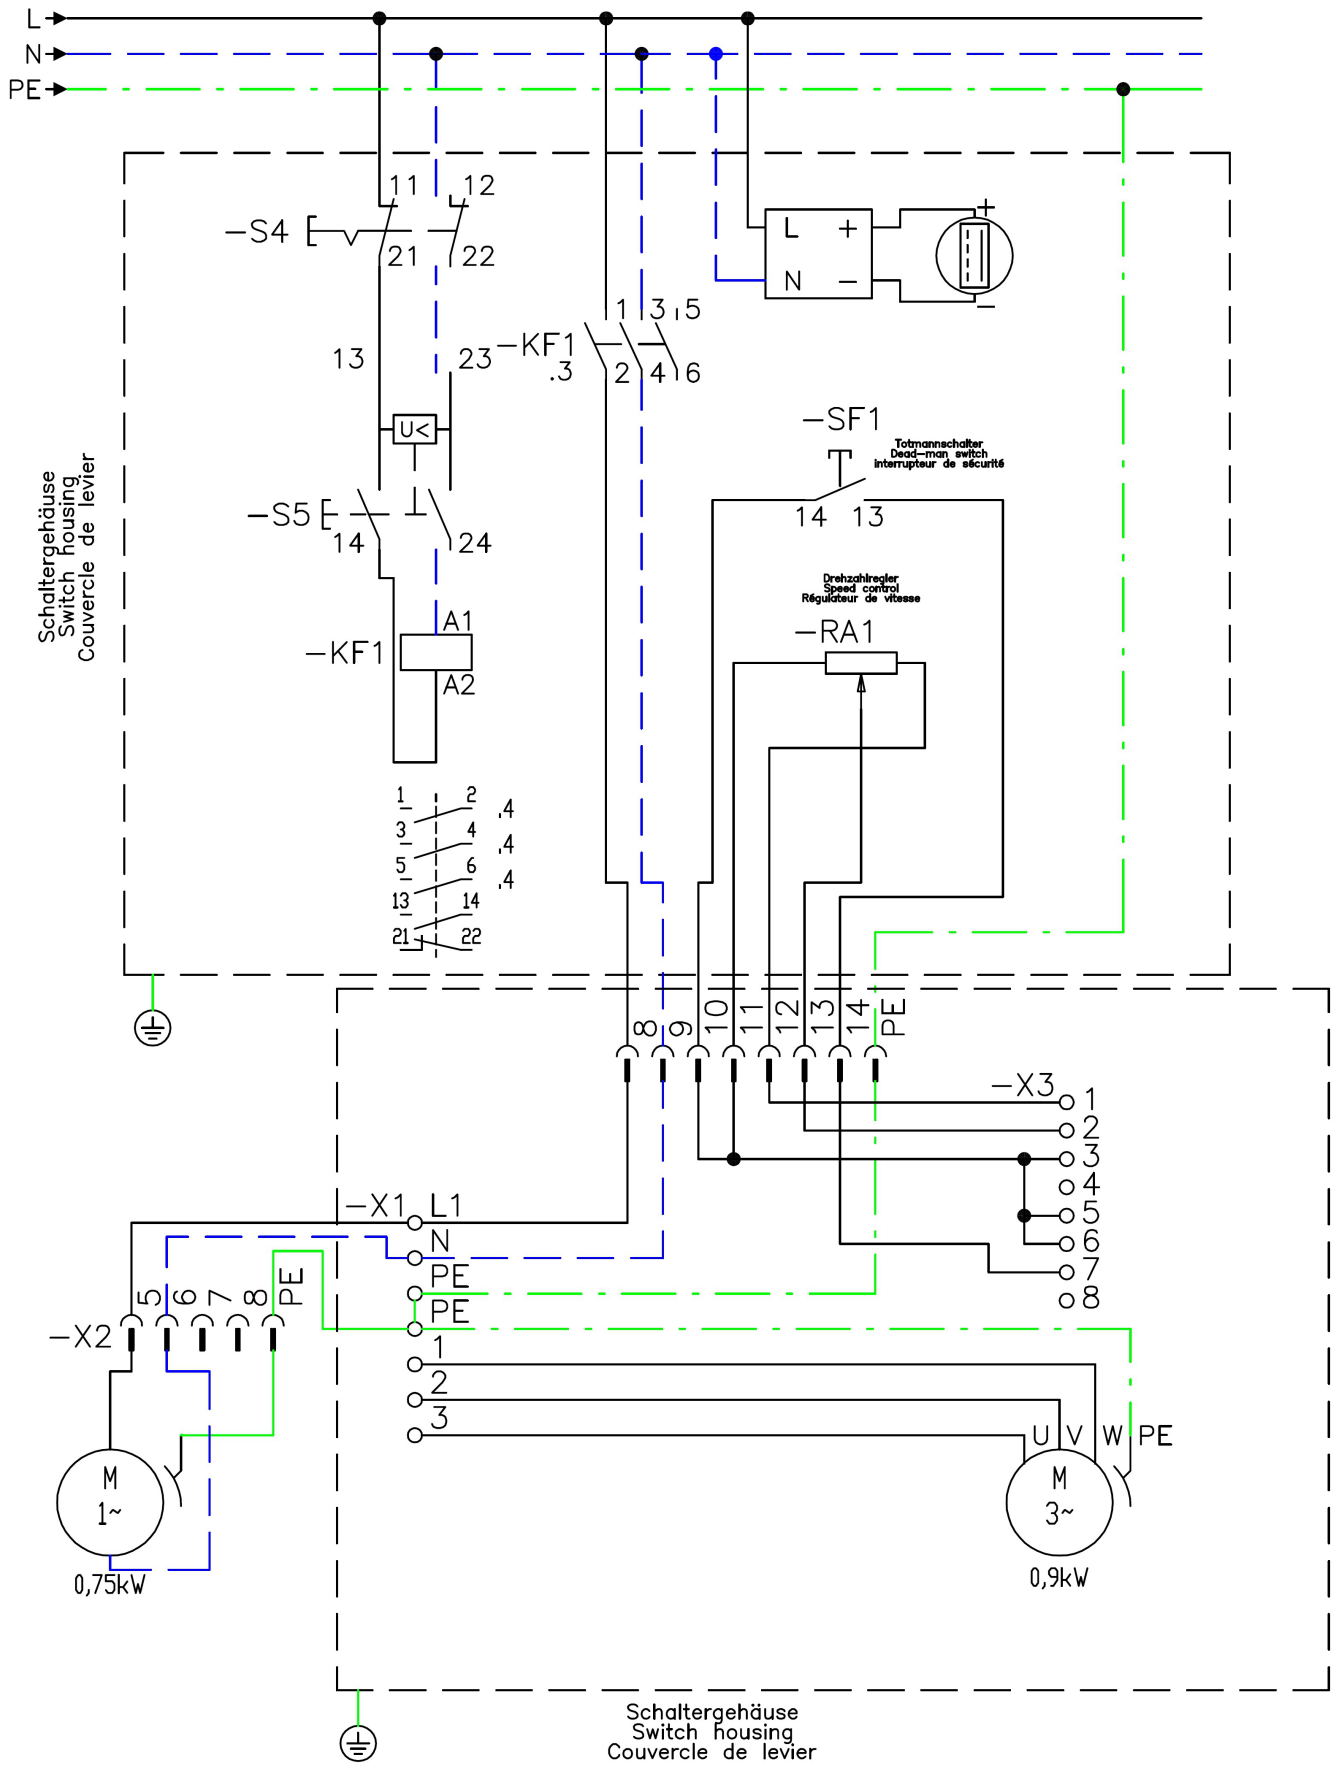 L
N
PE
11 12
-S4
21 22
L +
N -
+
-
1 3 5
-KF1
.3 2 4 6
13 23
U<
-SF1
Totmannschalter
Dead-man switch
interrupteur de sécurité
14 13
-S5
14 24
Schaltergehäuse
Switch housing
Couvercle de levier
Drehzahlregler
Speed control
Régulateur de vitesse
-RA1
A1
-KF1
A2
1 2 .4
3 4 .4
5 6 .4
13 14
21 22
8 9 10 11 12 13 14 PE
-X3 1
2
3
4
5
6
7
8
-X1 L1
N
PE
PE
1
2
3
5 6 7 8 PE
-X2
M
1~
0,75kW
U V W PE
M
3~
0,9kW
Schaltergehäuse
Switch housing
Couvercle de levier